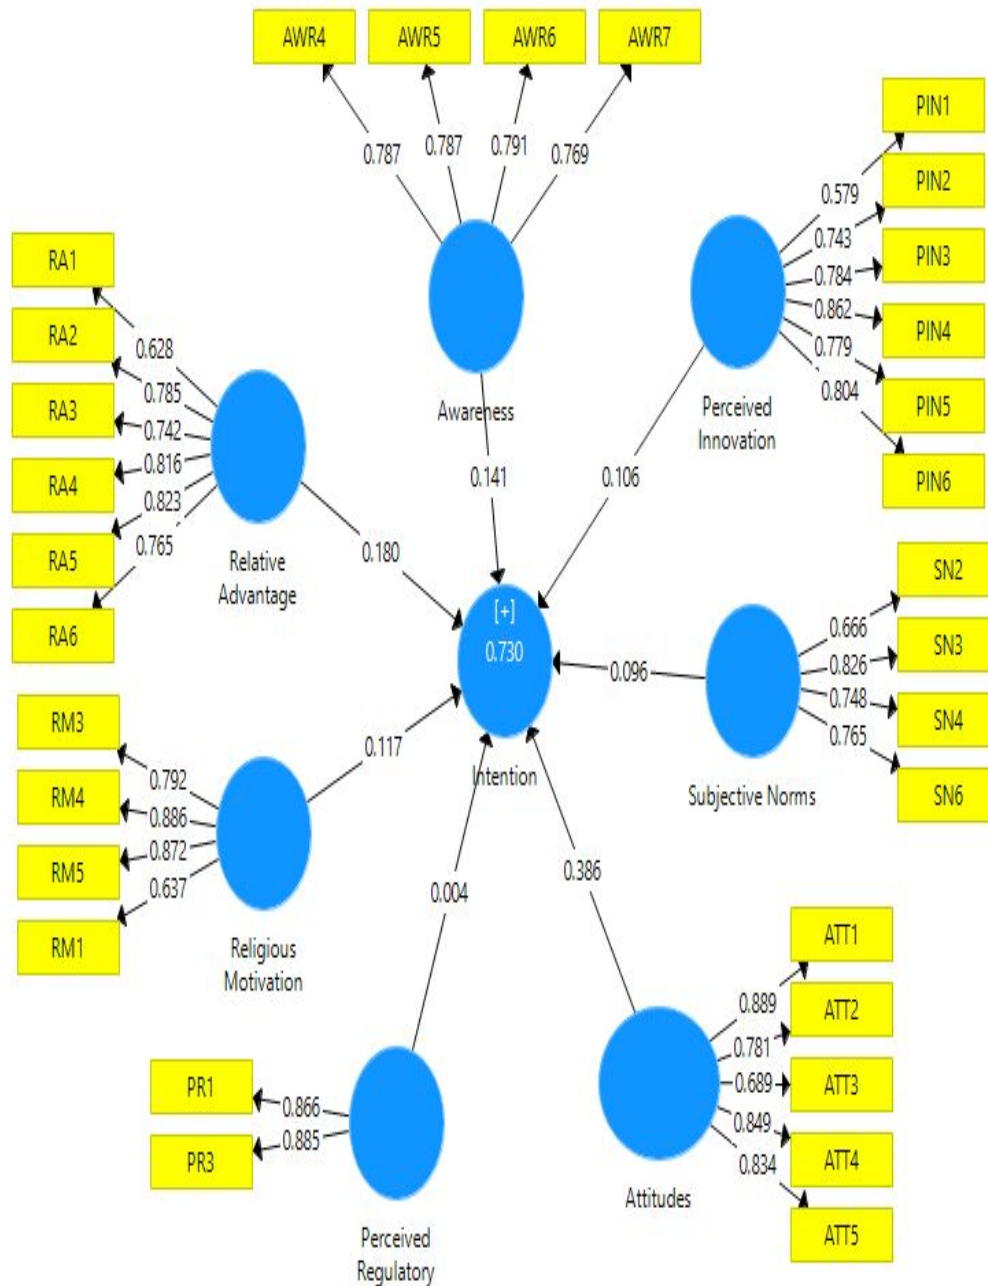 AWR4
AWR5
AWR6
AWR7
0.787
0.787
0.791
0.769
Awareness
0.141
PIN1
PIN2
PIN3
PIN4
PIN5
PIN6
0.579
0.743
0.784
0.862
0.779
0.804
Perceived
Innovation
0.106
RA1
RA2
RA3
RA4
RA5
RA6
0.628
0.785
0.742
0.816
0.823
0.765
Relative
Advantage
0.180
[+]
0.730
Intention
SN2
SN3
SN4
SN6
0.666
0.826
0.748
0.765
Subjective Norms
0.096
RM3
RM4
RM5
RM1
0.792
0.886
0.872
0.637
Religious
Motivation
0.117
PR1
PR3
0.866
0.885
Perceived
Regulatory
0.004
ATT1
ATT2
ATT3
ATT4
ATT5
0.889
0.781
0.689
0.849
0.834
Attitudes
0.386